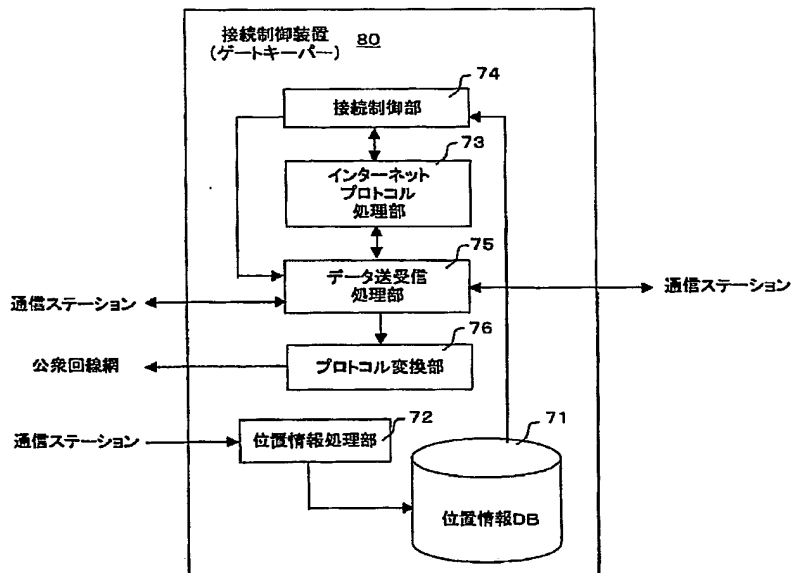 接続制御装置 80
(ゲートキーパー)
74
接続制御部
73
インターネット
プロトコル
処理部
75
データ送受信
処理部
通信ステーション
通信ステーション
76
公衆回線網
プロトコル変換部
72
71
通信ステーション
位置情報処理部
位置情報DB